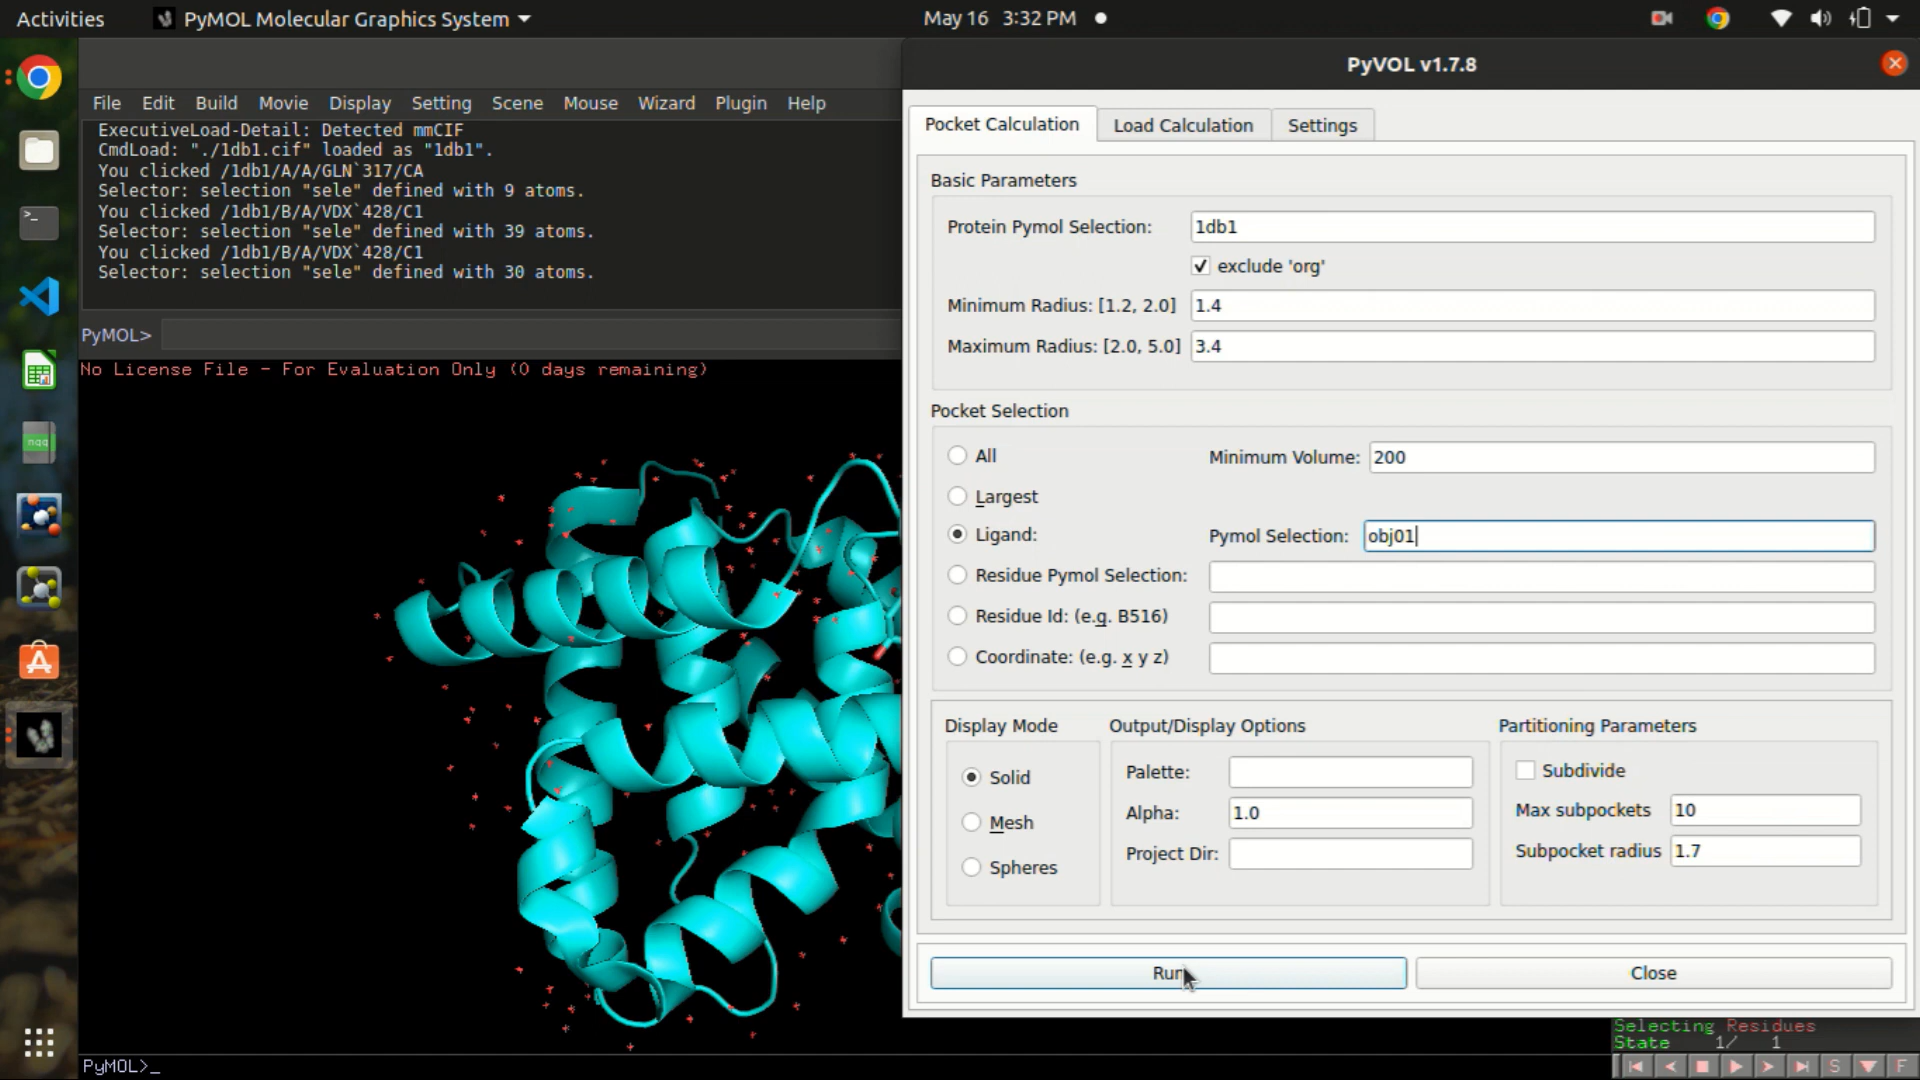 Activities
PyMOL Molecular Graphics System
May 16 3:32 PM
PyVOL v1.7.8
File Edit Build Movie Display Setting Scene Mouse Wizard Plugin Help
ExecutiveLoad-Detail: Detected mmCIF
CmdLoad: "./1db1.cif" loaded as "1db1".
You clicked /1db1/A/A/GLN`317/CA
Selector: selection "sele" defined with 9 atoms.
You clicked /1db1/B/A/VDX`428/C1
Selector: selection "sele" defined with 39 atoms.
You clicked /1db1/B/A/VDX`428/C1
Selector: selection "sele" defined with 30 atoms.
PyMOL>
No License File - For Evaluation Only (0 days remaining)
Pocket Calculation Load Calculation Settings
Basic Parameters
Protein Pymol Selection: 1db1
exclude 'org'
Minimum Radius: [1.2, 2.0] 1.4
Maximum Radius: [2.0, 5.0] 3.4
Pocket Selection
All Minimum Volume: 200
Largest
Ligand: Pymol Selection: obj01
Residue Pymol Selection:
Residue Id: (e.g. B516)
Coordinate: (e.g. x y z)
Display Mode
Solid
Mesh
Spheres
Output/Display Options
Palette:
Alpha: 1.0
Project Dir:
Partitioning Parameters
Subdivide
Max subpockets 10
Subpocket radius 1.7
Run Close
Selecting Residues
State 1/ 1
PyMOL>_
S F
nqq